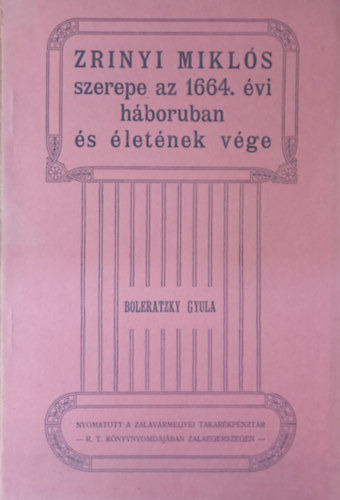 ZRINYI MIKLÓS
szerepe az 1664. évi
háboruban
és életének vége
BOLERATZKY GYULA
NYOMATOTT A ZALAVÁRMEGYEI TAKARÉKPÉNZTÁR
— R. T. KÖNYVNYOMDÁJÁBAN ZALAEGERSZEGEN —